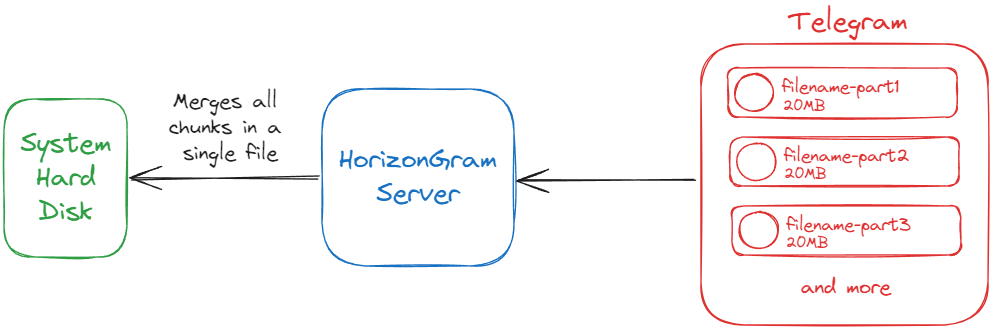 Telegram
filename-part1
20MB
Merges all
chunks in a
single file
System
Hard
Disk
HorizonGram
Server
filename-part2
20MB
filename-part3
20MB
and more